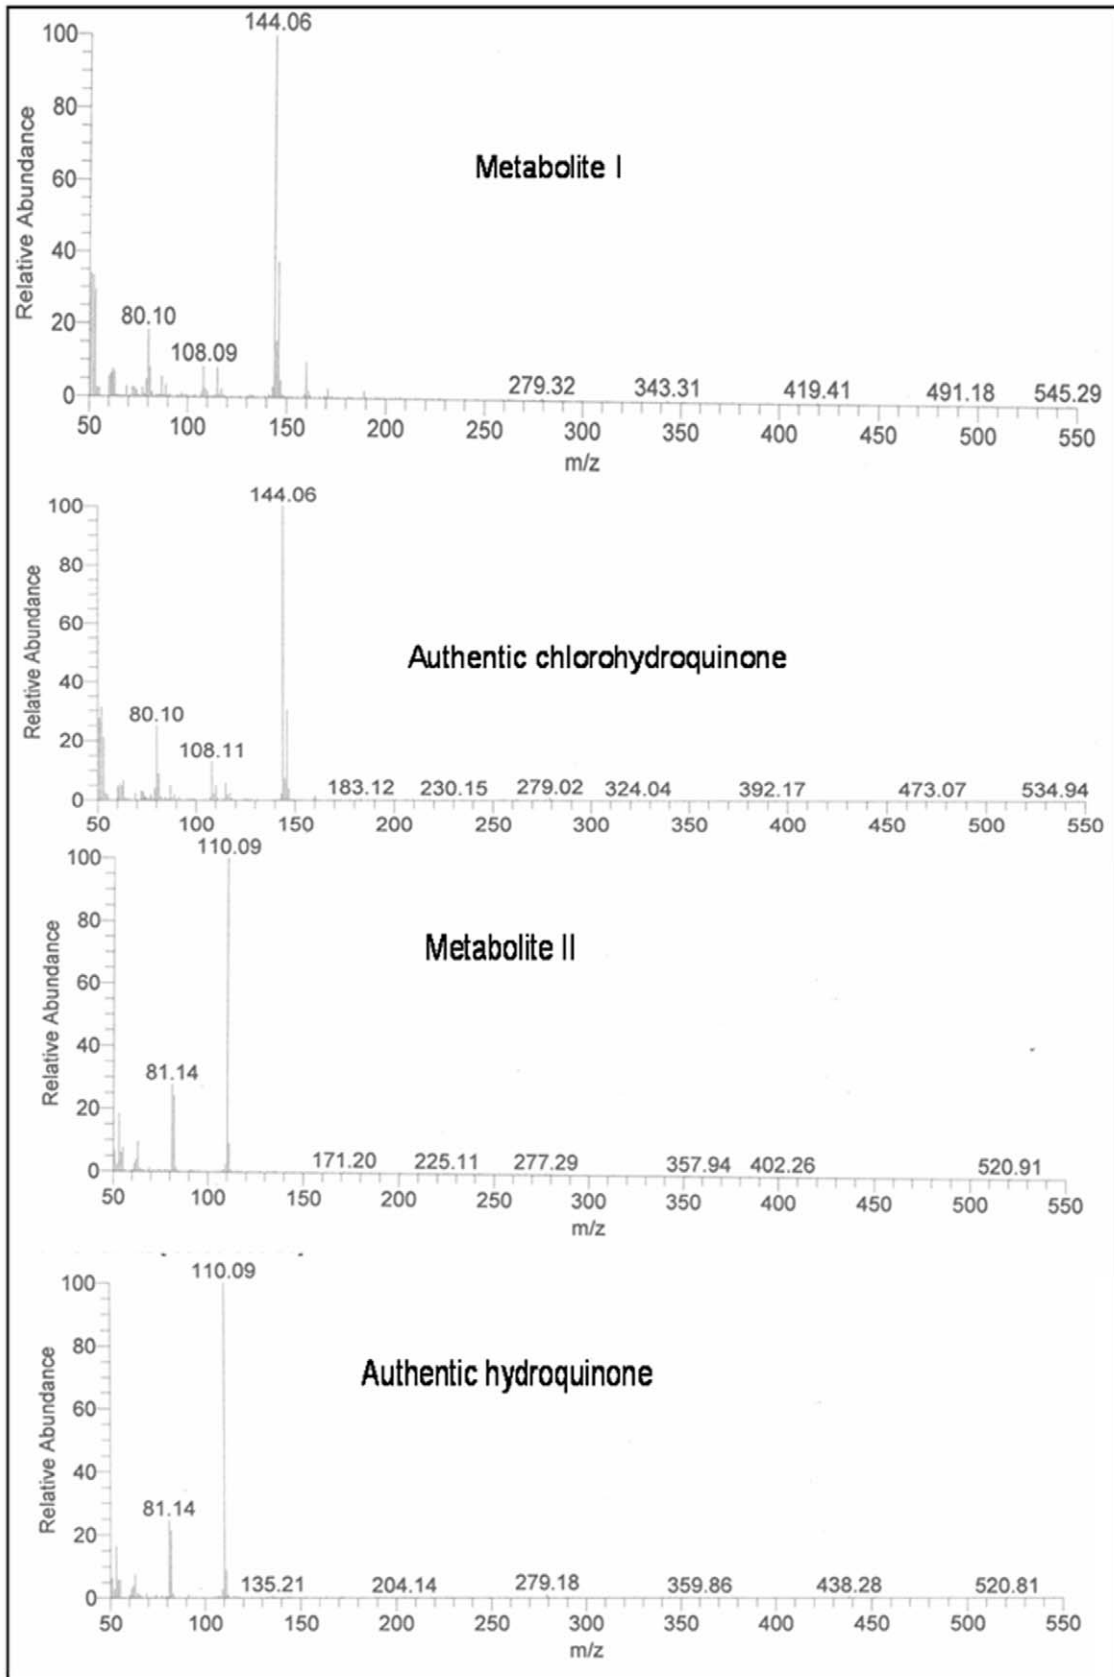 144.06
100
80
60
40
20
0
Relative Abundance
Metabolite I
80.10
108.09
279.32 343.31 419.41 491.18 545.29
50 100 150 200 250 300 350 400 450 500 550
m/z
144.06
100
80
60
40
20
0
Relative Abundance
Authentic chlorohydroquinone
80.10
108.11
183.12 230.15 279.02 324.04 392.17 473.07 534.94
50 100 150 200 250 300 350 400 450 500 550
110.09
100
80
60
40
20
0
Relative Abundance
Metabolite II
81.14
171.20 225.11 277.29 357.94 402.26 520.91
50 100 150 200 250 300 350 400 450 500 550
m/z
110.09
100
80
60
40
20
0
Relative Abundance
Authentic hydroquinone
81.14
135.21 204.14 279.18 359.86 438.28 520.81
50 100 150 200 250 300 350 400 450 500 550
m/z